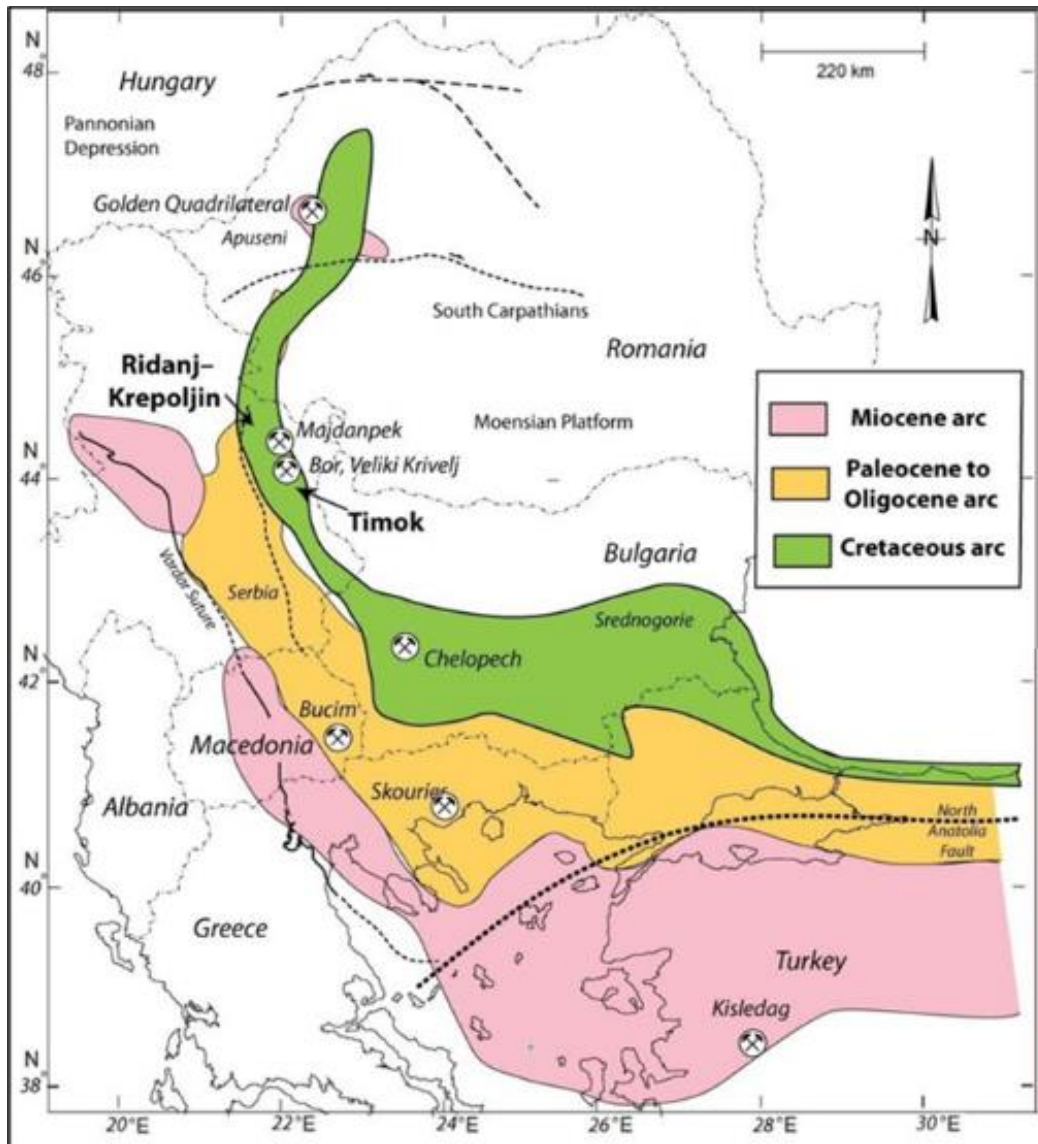 N
48°
Hungary
220 km
Pannonian
Depression
Golden Quadrilateral
Apuseni
N
N
46°
South Carpathians
Romania
Ridanj–
Krepoljin
Miocene arc
Majdanpek
Moensian Platform
N
44°
Bor, Veliki Krivelj
Paleocene to
Oligocene arc
Timok
Bulgaria
Cretaceous arc
Vardar Suture
Serbia
Srednogorie
Chelopech
N
42°
Bucim
Macedonia
Albania
Skourier
North
Anatolia
Fault
N
40°
Greece
Turkey
Kisledag
N
38°
20°E
22°E
24°E
26°E
28°E
30°E